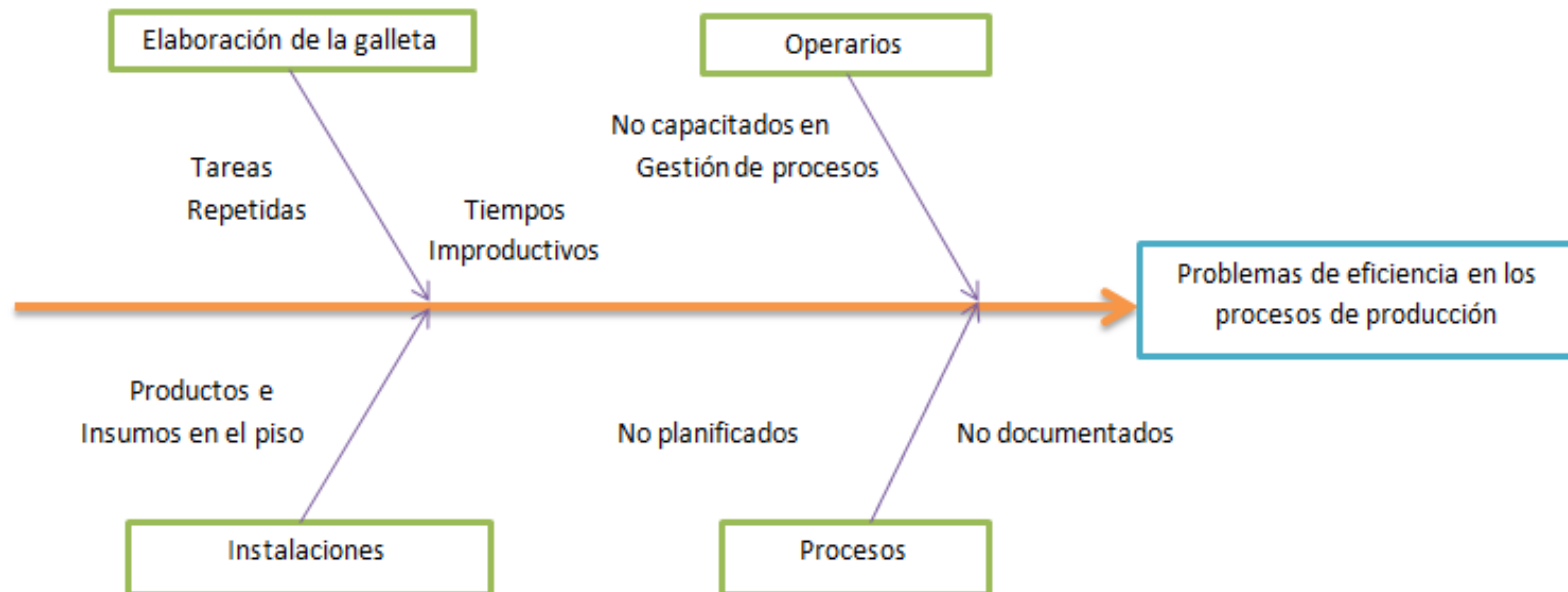 Elaboración de la galleta
Operarios
No capacitados en
Gestión de procesos
Tareas
Repetidas
Tiempos
Improductivos
Problemas de eficiencia en los
procesos de producción
Productos e
Insumos en el piso
No planificados
No documentados
Instalaciones
Procesos